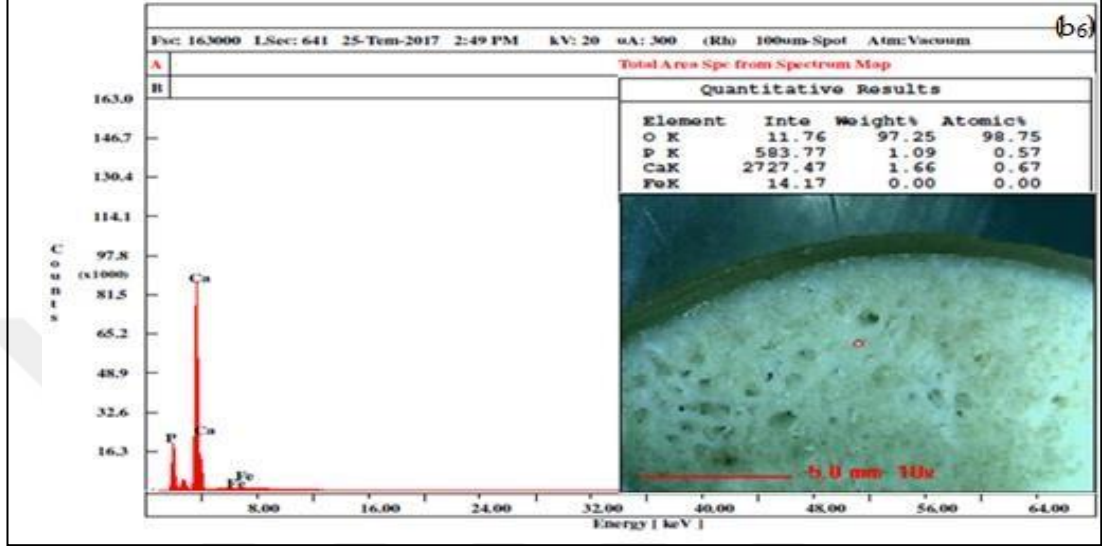 (b6)
Fsc: 163000 LSec: 641 25-Tem-2017 2:49 PM kV: 20 uA: 300 (Rh) 100um-Spot Atm:Vacuum
A Total Area Spc from Spectrum Map
B
Quantitative Results
Element Inte Weight% Atomic%
O K 11.76 97.25 98.75
P K 583.77 1.09 0.57
CaK 2727.47 1.66 0.67
FeK 14.17 0.00 0.00
163.0
146.7
130.4
114.1
97.8
81.5
65.2
48.9
32.6
16.3
Counts
(x1000)
Ca
Ca
P
Fe
Fe
5.0 mm 10x
8.00 16.00 24.00 32.00 40.00 48.00 56.00 64.00
Energy [ keV ]